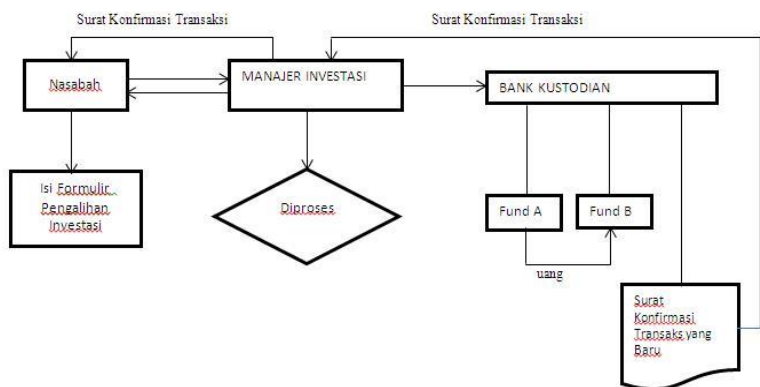 Surat Konfirmasi Transaksi
Surat Konfirmasi Transaksi
Nasabah
MANAJER INVESTASI
BANK KUSTODIAN
Isi Formulir
Pengalihan
Investasi
Diproses
Fund A
Fund B
uang
Surat
Konfirmasi
Transaks yang
Baru